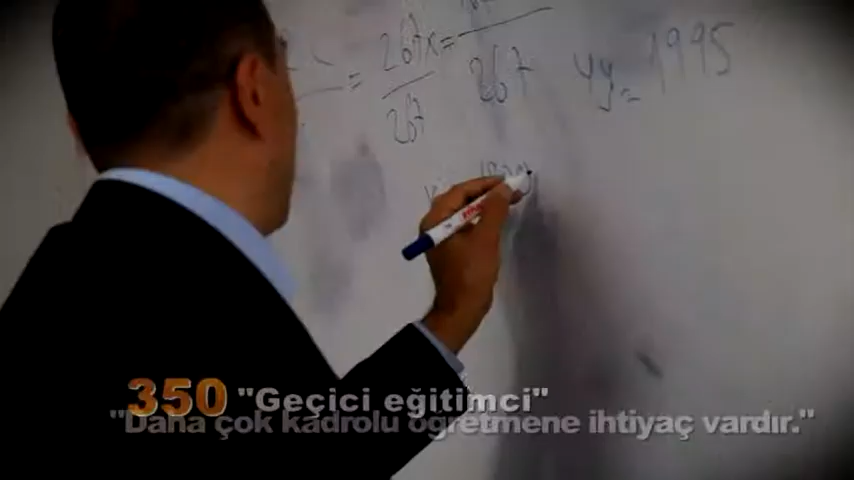 267x =
= 267 267 yy = 1995
350 "Geçici eğitimci"
"Daha çok kadrolu öğretmene ihtiyaç vardır."